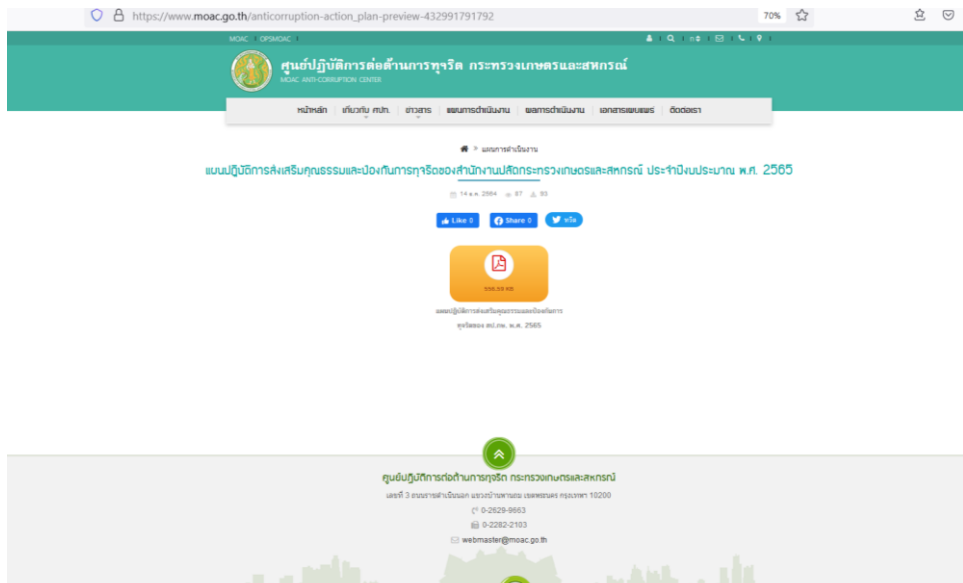 https://www.moac.go.th/anticorruption-action_plan-preview-432991791792
70%
MOAC | OPSMOAC |
ศูนย์ปฏิบัติการต่อต้านการทุจริต กระทรวงเกษตรและสหกรณ์
MOAC ANTI-CORRUPTION CENTER
หน้าหลัก เกี่ยวกับ ศปท. ข่าวสาร แผนการดำเนินงาน ผลการดำเนินงาน เอกสารเผยแพร่ ติดต่อเรา
> แผนการดำเนินงาน
แบบปฏิบัติการส่งเสริมคุณธรรมและป้องกันการทุจริตของสำนักงานปลัดกระทรวงเกษตรและสหกรณ์ ประจำปีงบประมาณ พ.ศ. 2565
2564 87 93
Like 0 Share 0 ทวีต
KB
แผนปฏิบัติการส่งเสริมคุณธรรมและป้องกันการ
ทุจริตของ สป.กษ. พ.ศ. 2565
ศูนย์ปฏิบัติการต่อต้านการทุจริต กระทรวงเกษตรและสหกรณ์
เลขที่ 3 ถนนราชดำเนินนอก แขวงบ้านพานถม เขตพระนคร กรุงเทพฯ 10200
0-2629-9663
0-2282-2103
webmaster@moac.go.th